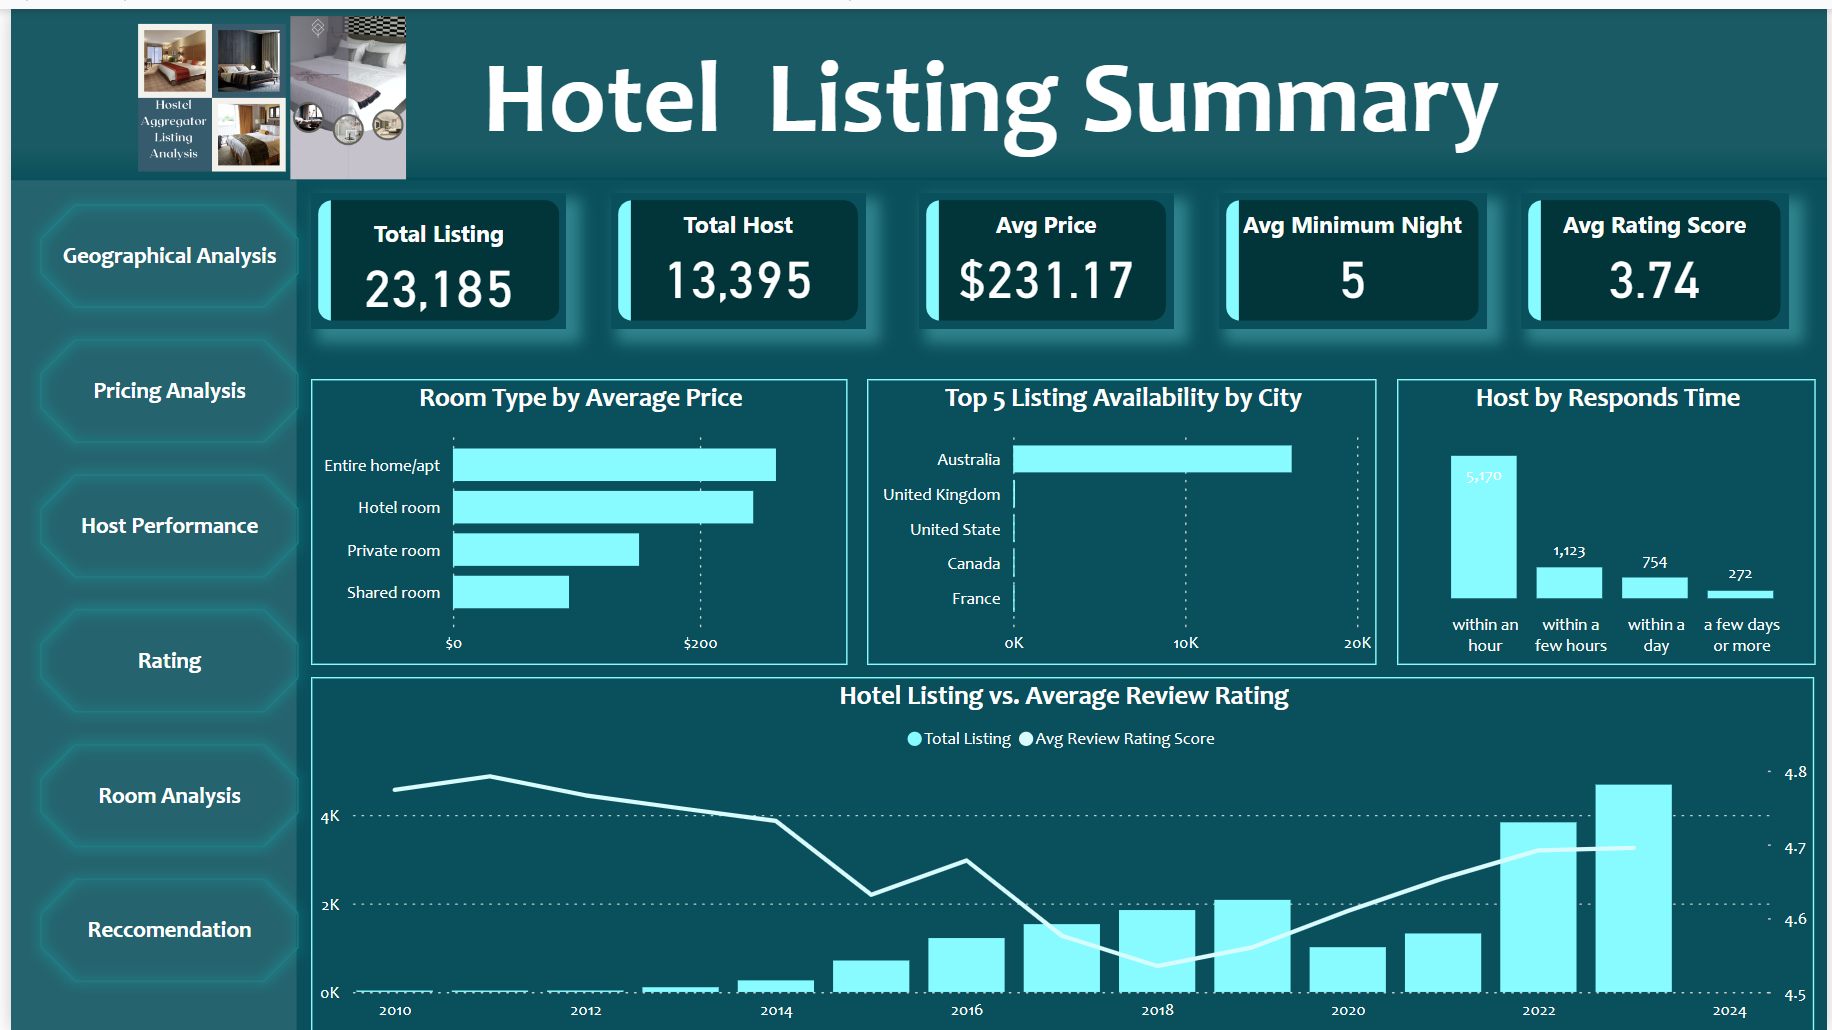 Hostel
Aggregator
Listing
Analysis
Hotel Listing Summary
Geographical Analysis
Pricing Analysis
Host Performance
Rating
Room Analysis
Reccomendation
Total Listing
23,185
Total Host
13,395
Avg Price
$231.17
Avg Minimum Night
5
Avg Rating Score
3.74
Room Type by Average Price
Entire home/apt
Hotel room
Private room
Shared room
$0 $200
Top 5 Listing Availability by City
Australia
United Kingdom
United State
Canada
France
0K 10K 20K
Host by Responds Time
5,170
1,123
754
272
within an
hour
within a
few hours
within a
day
a few days
or more
Hotel Listing vs. Average Review Rating
Total Listing Avg Review Rating Score
4K
2K
0K
4.8
4.7
4.6
4.5
2010 2012 2014 2016 2018 2020 2022 2024